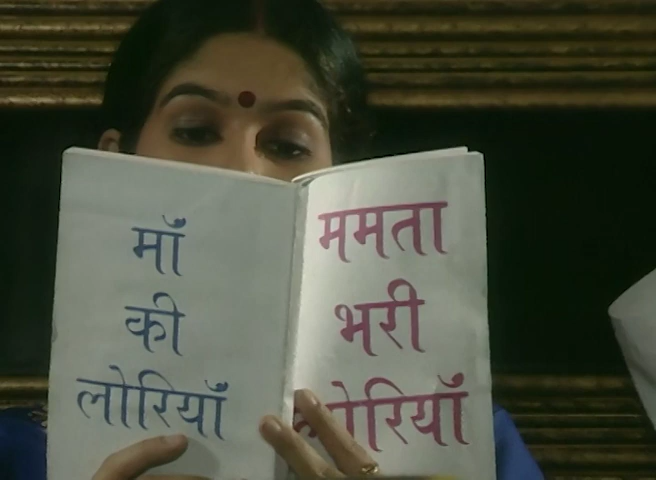 माँ
की
लोरियाँ
ममता
भरी
लोरियाँ